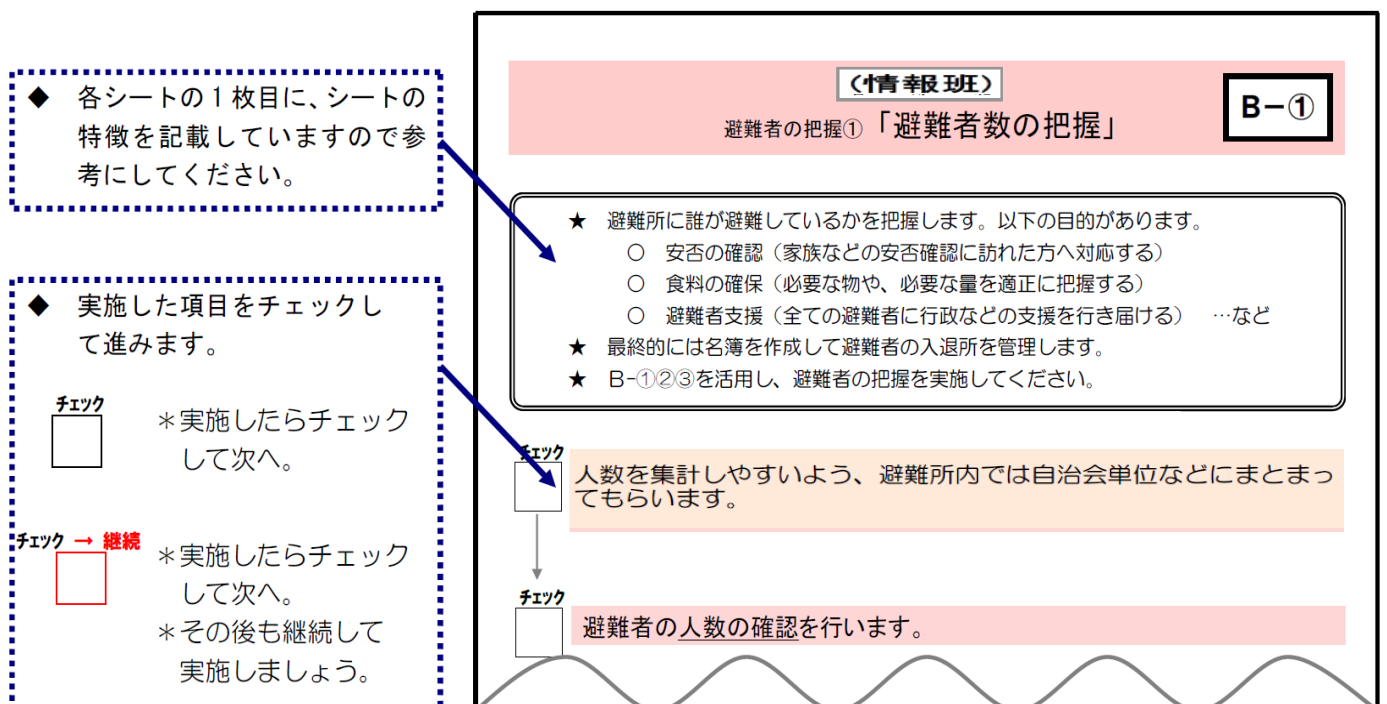 ◆ 各シートの1枚目に、シートの
特徴を記載していますので参
考にしてください。
◆ 実施した項目をチェックし
て進みます。
チェック
＊実施したらチェック
して次へ。
チェック → 継続
＊実施したらチェック
して次へ。
＊その後も継続して
実施しましょう。
(情報班)
避難者の把握①「避難者数の把握」
B－①
★ 避難所に誰が避難しているかを把握します。以下の目的があります。
○ 安否の確認（家族などの安否確認に訪れた方へ対応する）
○ 食料の確保（必要な物や、必要な量を適正に把握する）
○ 避難者支援（全ての避難者に行政などの支援を行き届ける） …など
★ 最終的には名簿を作成して避難者の入退所を管理します。
★ B-①②③を活用し、避難者の把握を実施してください。
チェック
人数を集計しやすいよう、避難所内では自治会単位などにまとまっ
てもらいます。
チェック
避難者の人数の確認を行います。